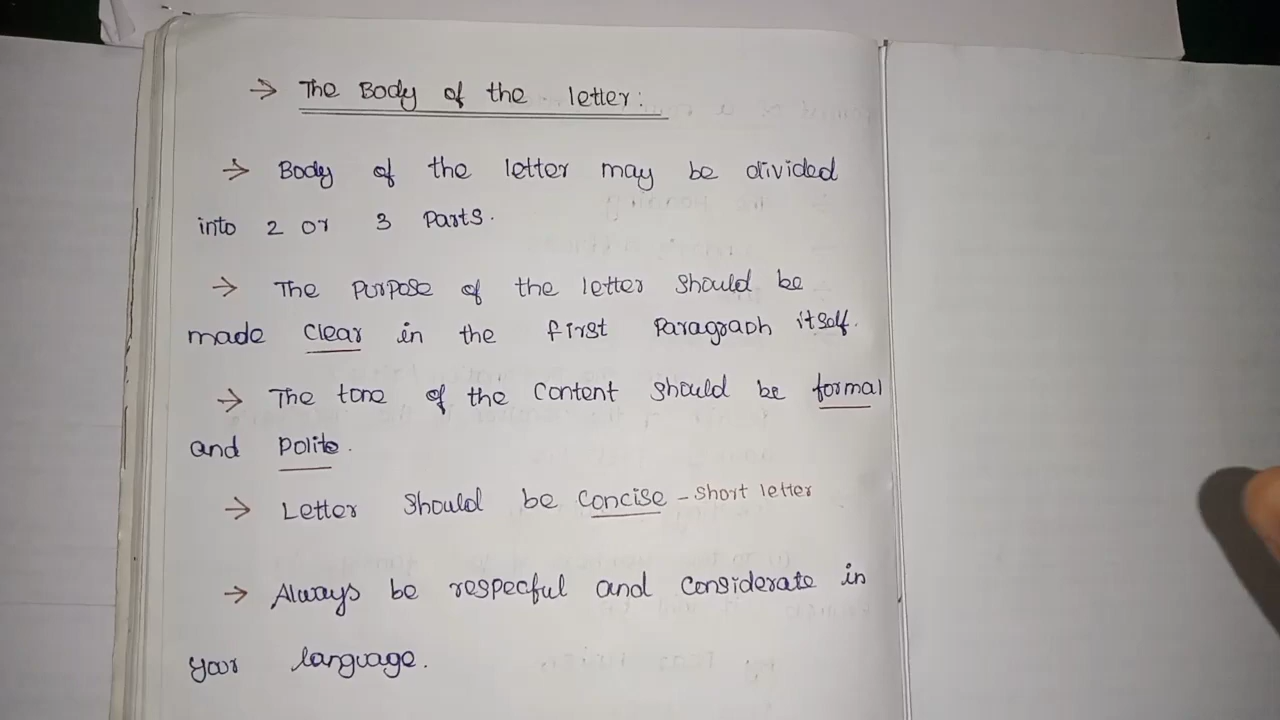 → The Body of the letter:
→ Body of the letter may be divided
into 2 or 3 Parts.
→ The Purpose of the letter should be
made clear in the first Paragraph itself.
→ The tone of the content should be formal
and Polite.
→ Letter should be concise - short letter
→ Always be respecful and considerate in
your language.